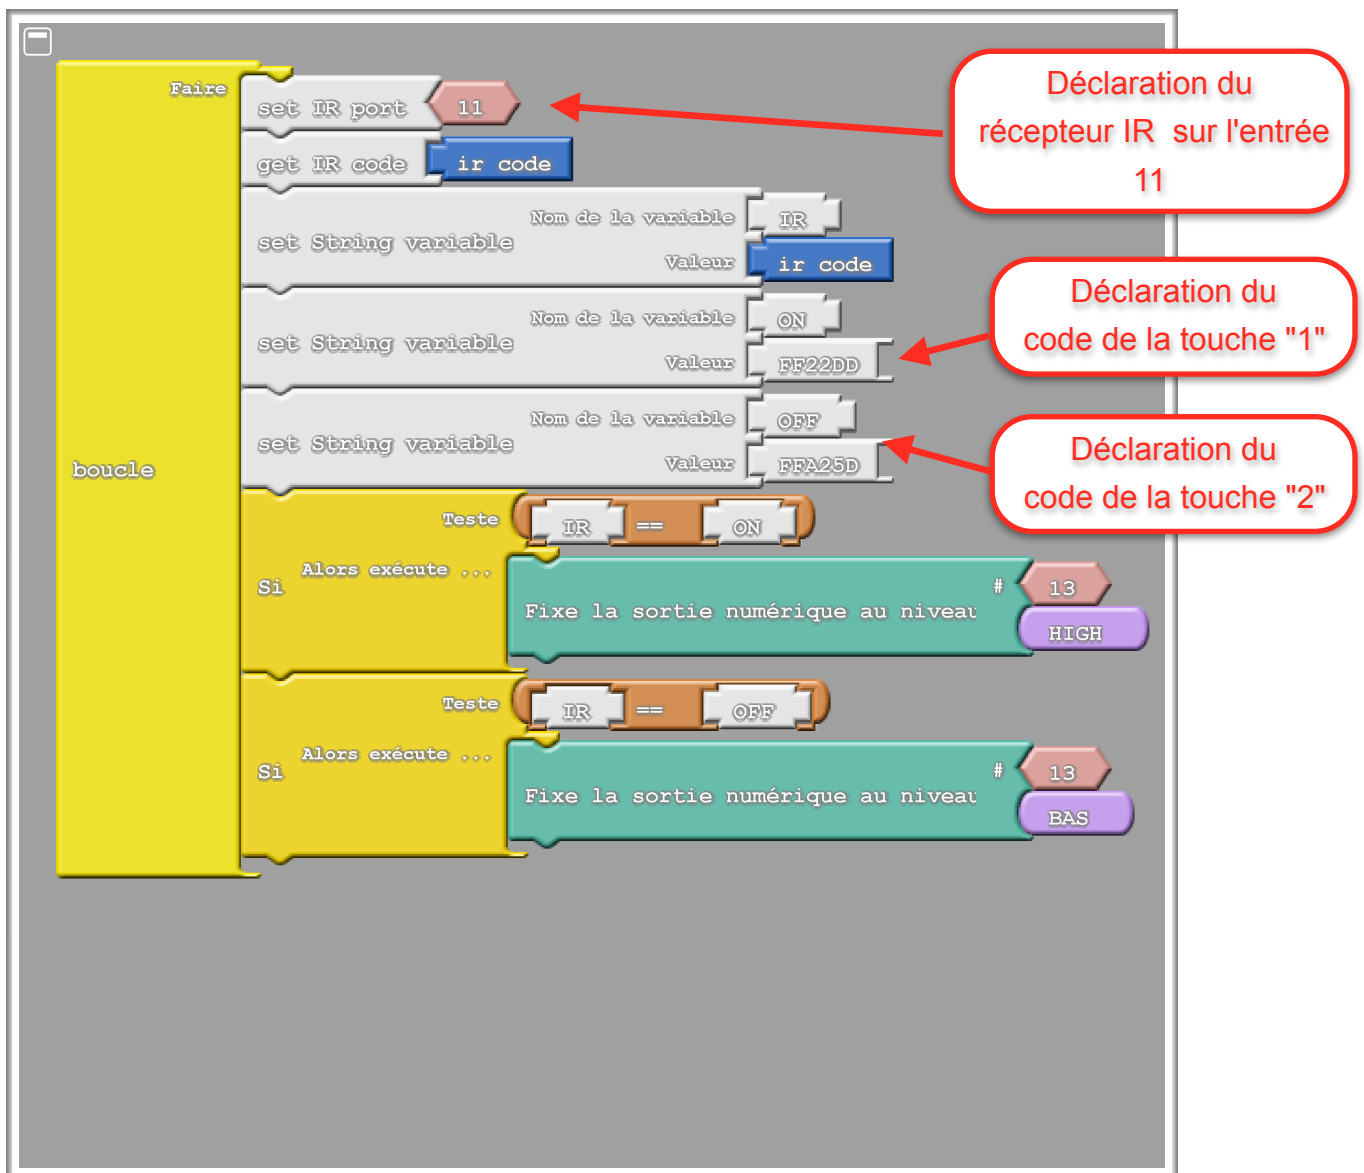 Faire
set IR port 11
get IR code ir code
Nom de la variable IR
set String variable
Valeur ir code
Nom de la variable ON
set String variable
Valeur FF22DD
Nom de la variable OFF
set String variable
Valeur FFA25D
boucle
Teste IR == ON
Alors exécute ...
Si
# 13
Fixe la sortie numérique au niveau
HIGH
Teste IR == OFF
Alors exécute ...
Si
# 13
Fixe la sortie numérique au niveau
BAS
Déclaration du
récepteur IR sur l'entrée
11
Déclaration du
code de la touche "1"
Déclaration du
code de la touche "2"